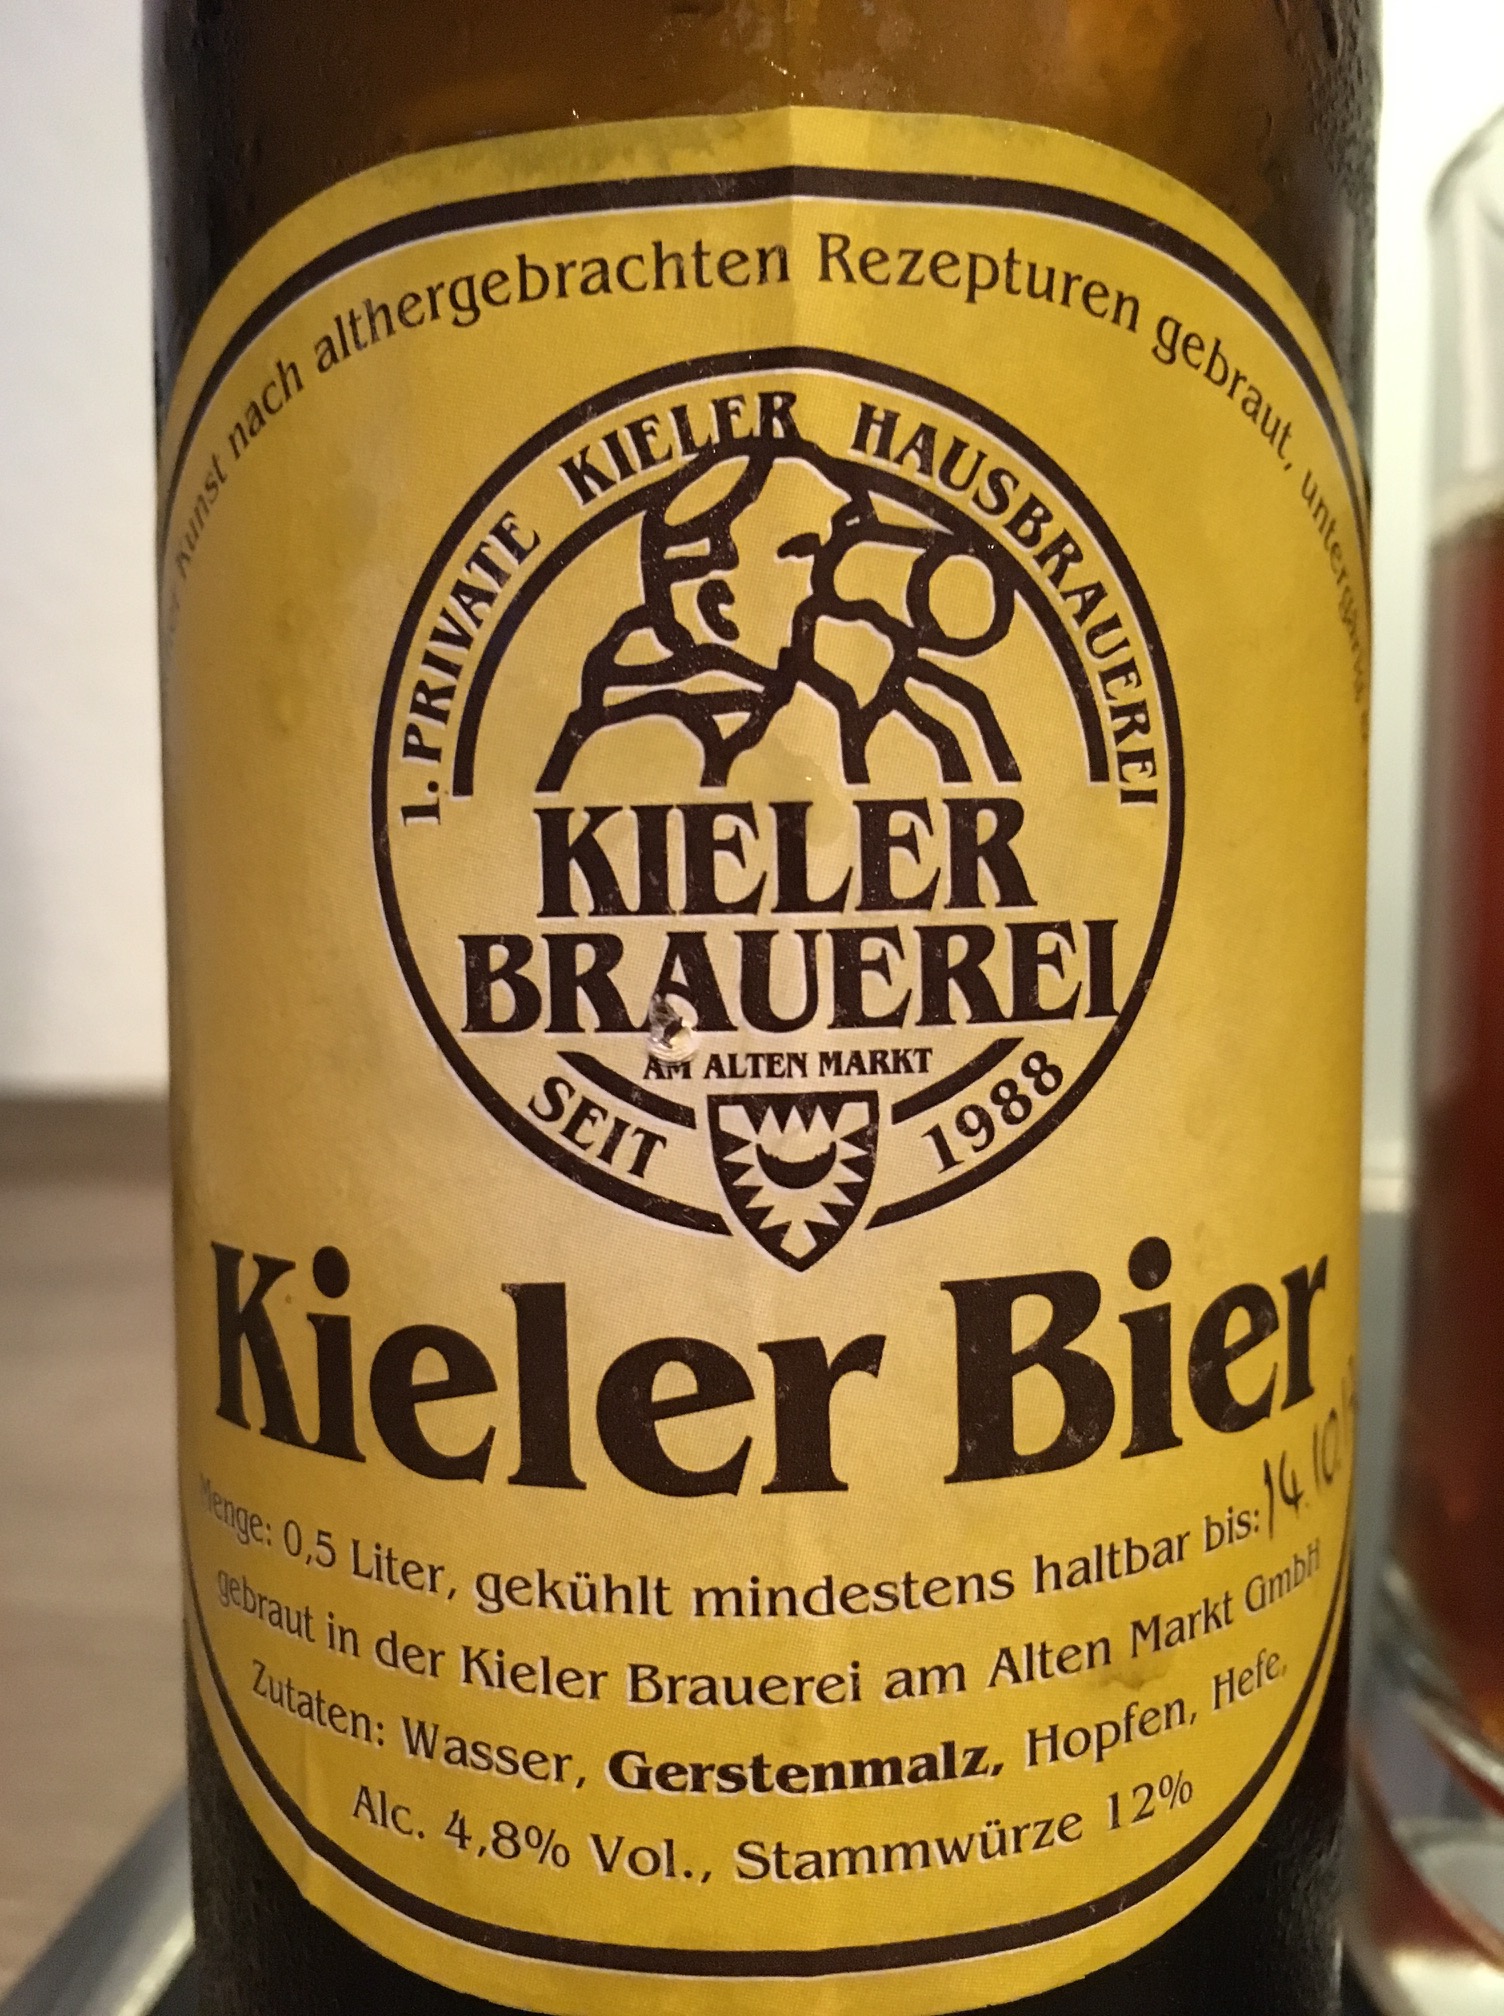 Kunst nach althergebrachten Rezepturen gebraut,
1. PRIVATE KIELER HAUSBRAUEREI
KIELER
BRAUEREI
AM ALTEN MARKT
SEIT 1988
Kieler Bier
Menge: 0,5 Liter, gekühlt mindestens haltbar bis: 14.10.
gebraut in der Kieler Brauerei am Alten Markt GmbH
Zutaten: Wasser, Gerstenmalz, Hopfen, Hefe,
Alc. 4,8% Vol., Stammwürze 12%